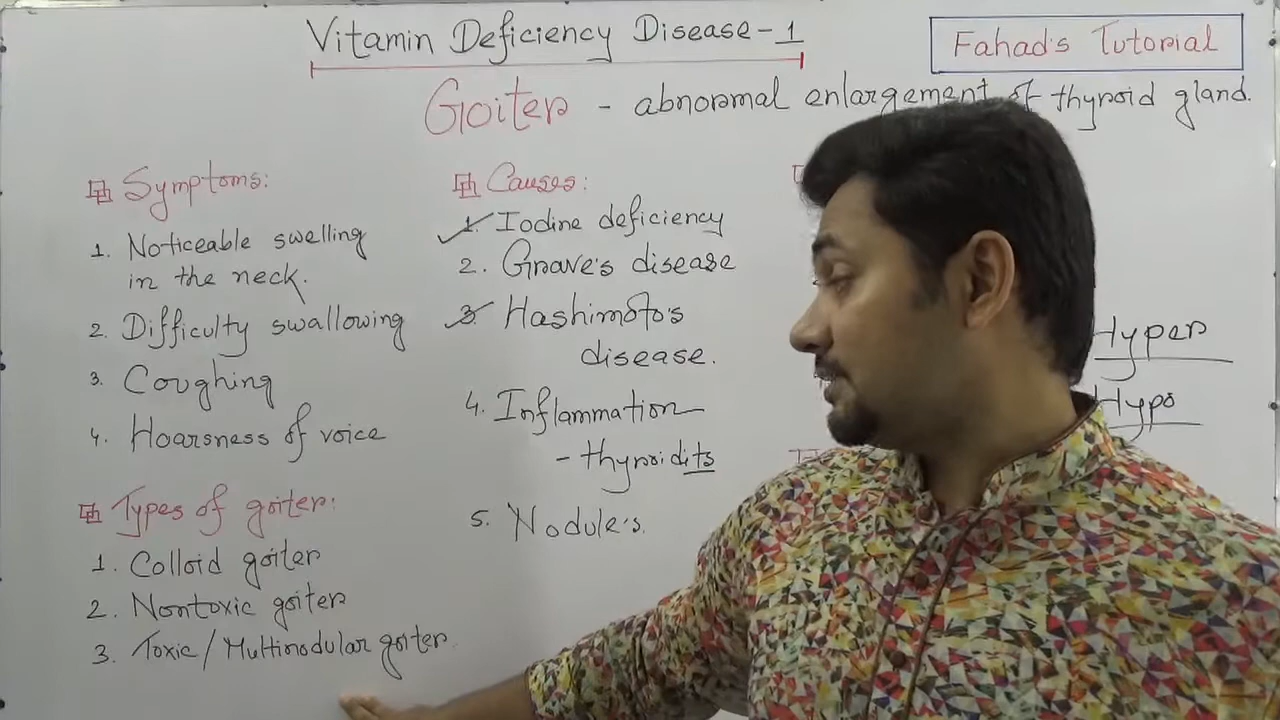 Vitamin Deficiency Disease-1
Fahad's Tutorial
Goiter - abnormal enlargement of thyroid gland.
Symptoms:
1. Noticeable swelling
in the neck.
2. Difficulty swallowing
3. Coughing
4. Hoarsness of voice
Types of goiter:
1. Colloid goiter
2. Nontoxic goiter
3. Toxic/Multinodular goiter
Causes:
1. Iodine deficiency
2. Grave's disease
3. Hashimoto's
disease.
4. Inflammation
- thyroidits
5. Nodule's.
Hyper
Hypo